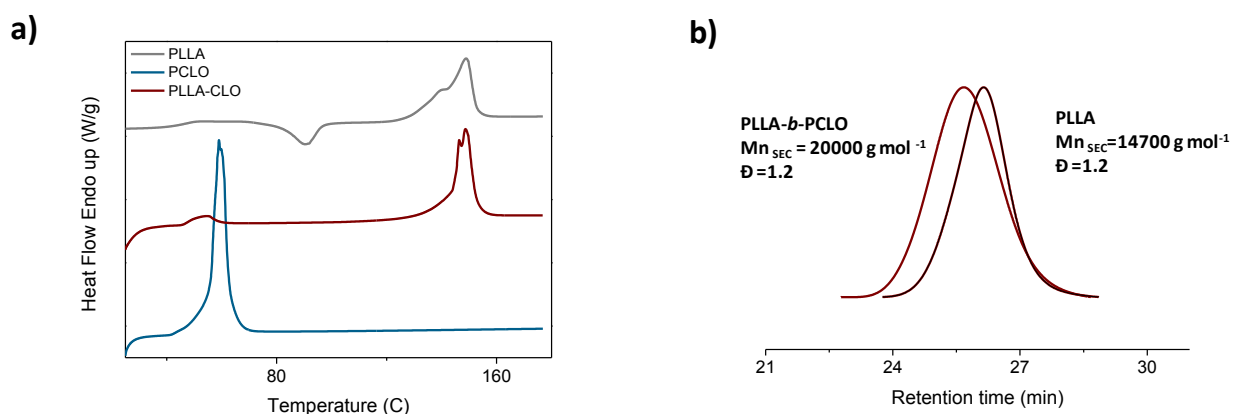 a)
PLLA
PCLO
PLLA-CLO
Heat Flow Endo up (W/g)
80
160
Temperature (C)
b)
PLLA-b-PCLO
Mn SEC = 20000 g mol -1
Đ =1.2
PLLA
Mn SEC=14700 g mol-1
Đ =1.2
21
24
27
30
Retention time (min)